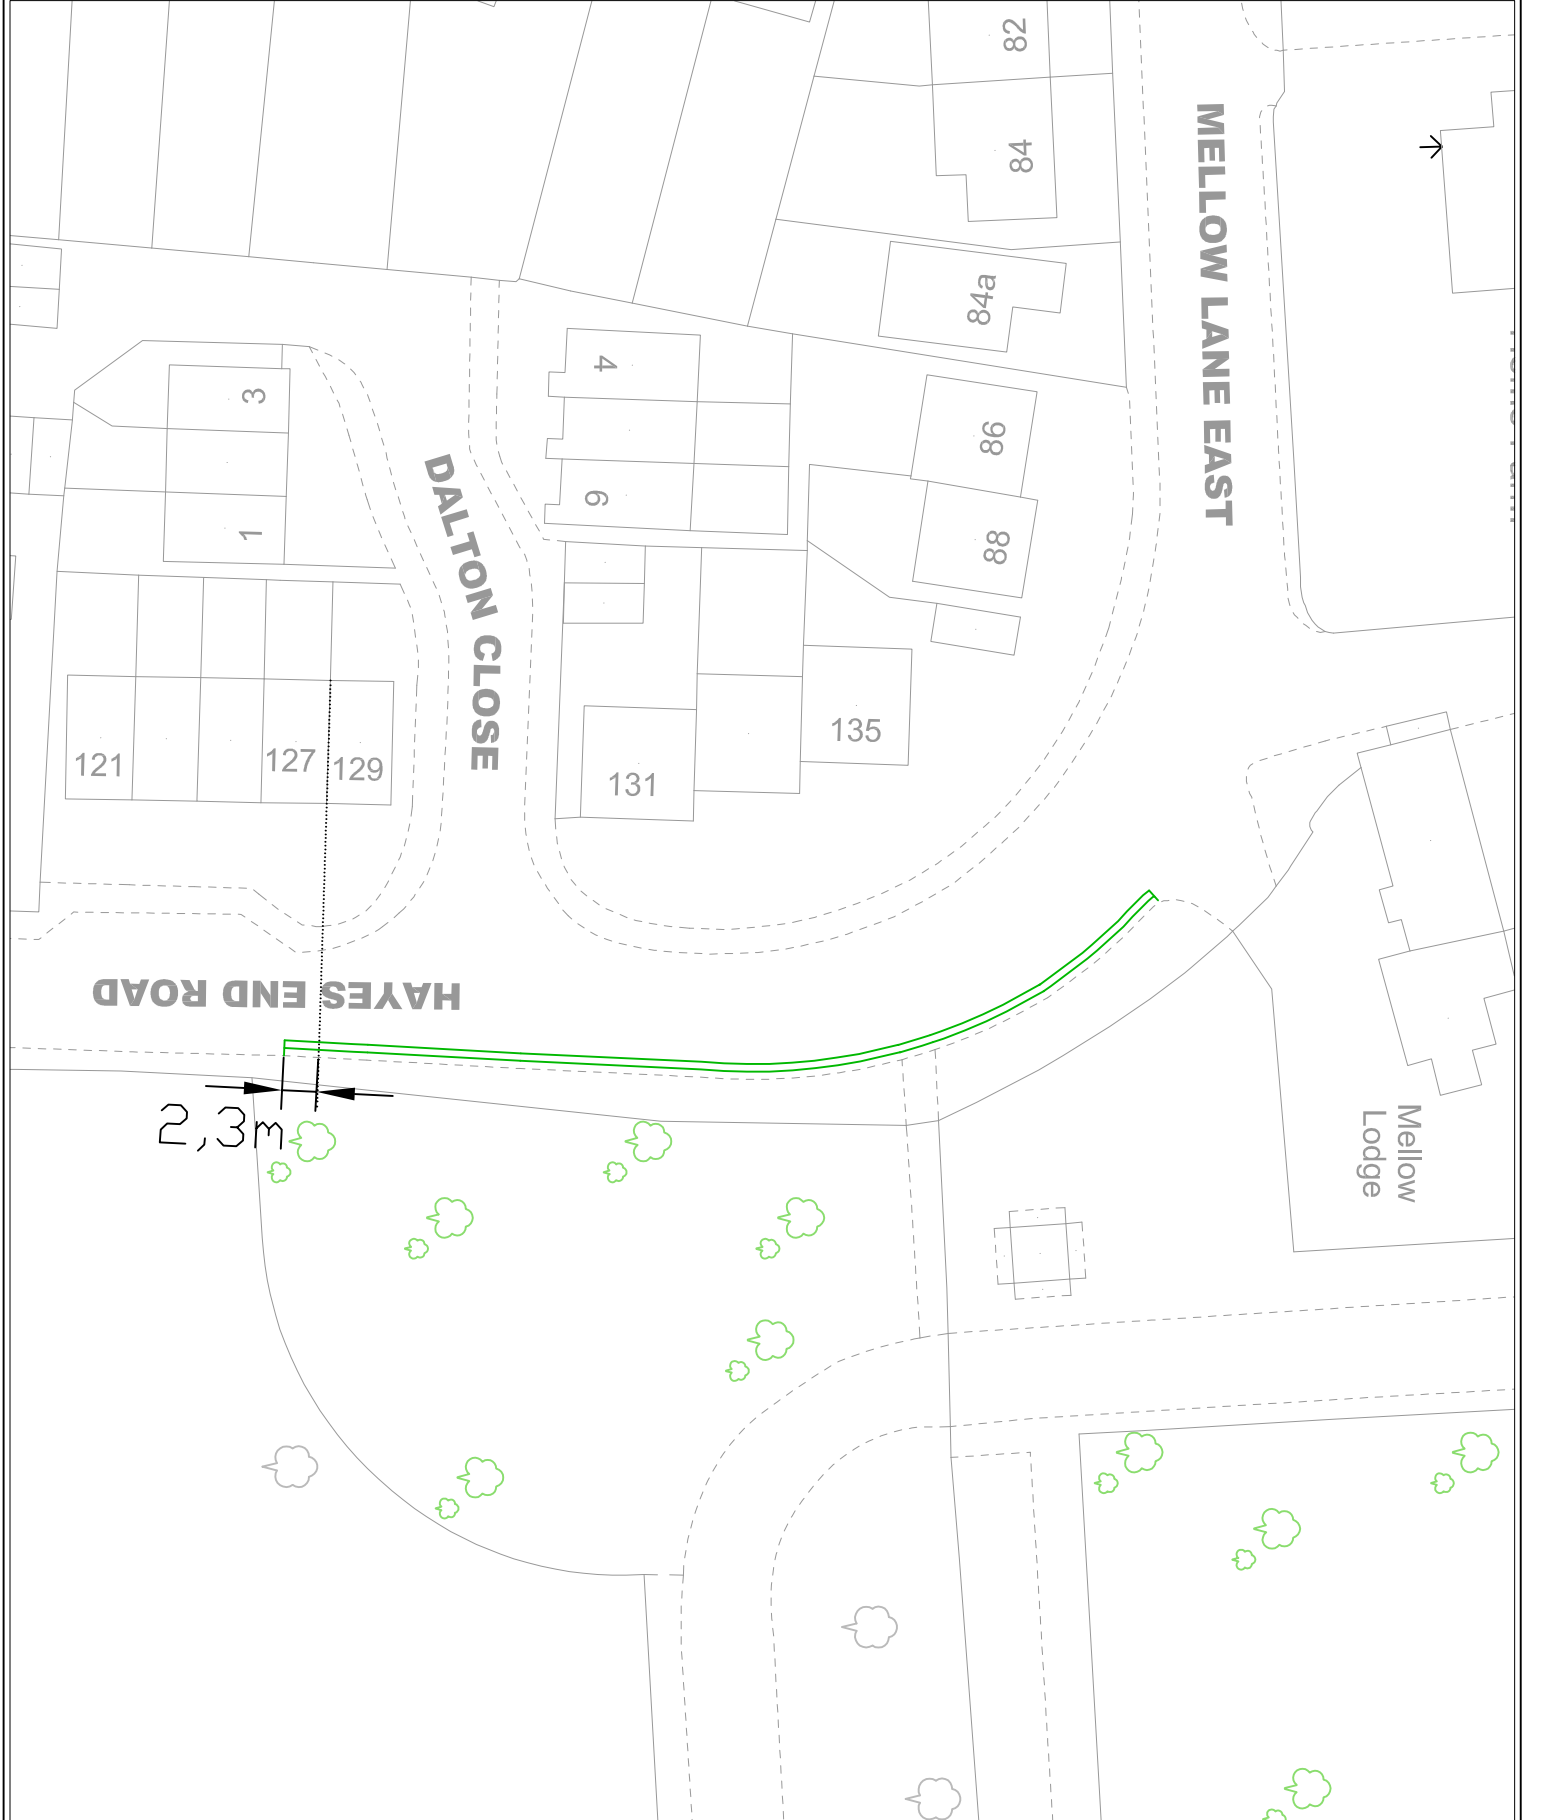 82
84
MELLOW LANE EAST
84a
4
3
86
9
1
88
DALTON CLOSE
135
121
127
129
131
HAYES END ROAD
2,3m
Mellow
Lodge